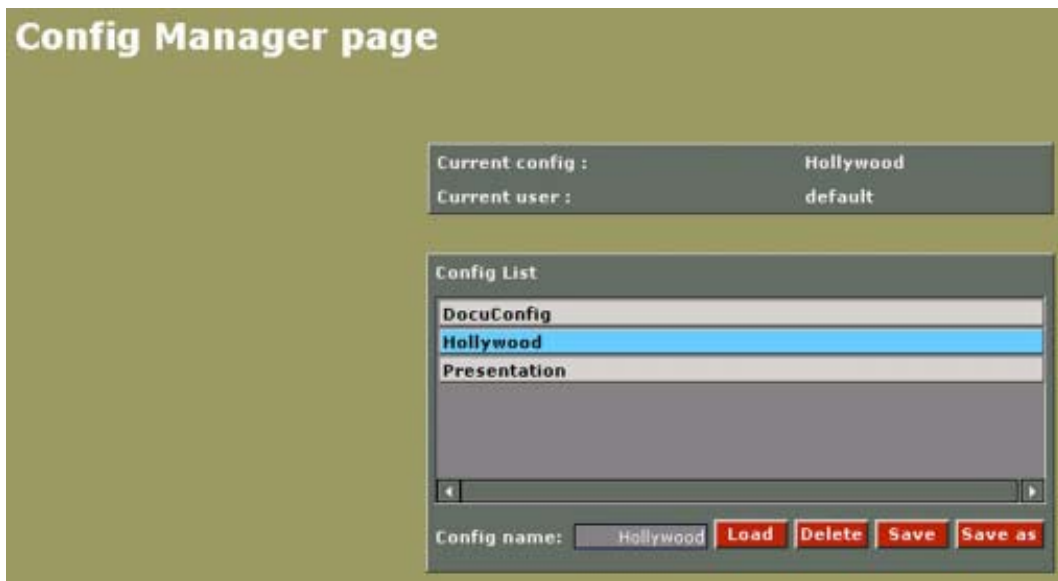 Config Manager page
Current config : Hollywood
Current user : default
Config List
DocuConfig
Hollywood
Presentation
Config name: Hollywood Load Delete Save Save as